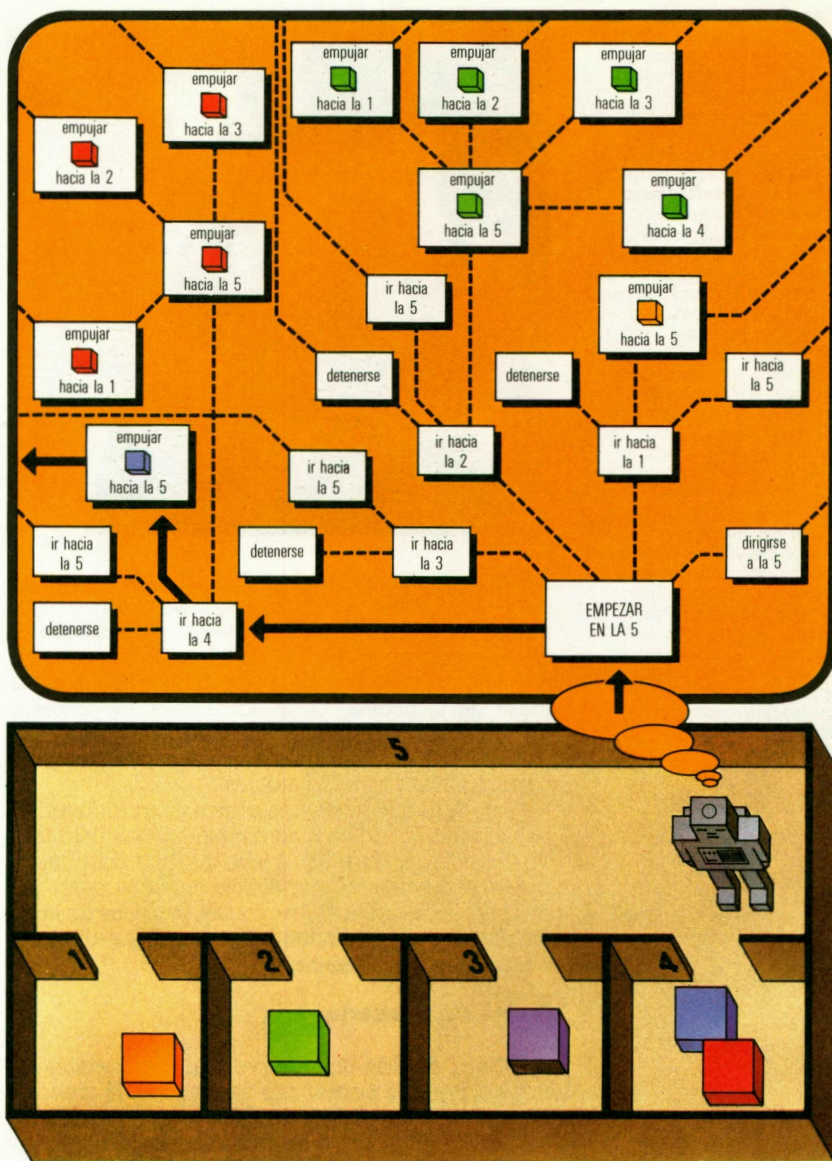 empujar
hacia la 1
empujar
hacia la 2
empujar
hacia la 3
empujar
hacia la 3
empujar
hacia la 2
empujar
hacia la 5
empujar
hacia la 4
empujar
hacia la 5
ir hacia
la 5
empujar
hacia la 5
empujar
hacia la 1
detenerse
detenerse
ir hacia
la 5
empujar
hacia la 5
ir hacia
la 5
ir hacia
la 2
ir hacia
la 1
ir hacia
la 5
detenerse
ir hacia
la 3
dirigirse
a la 5
detenerse
ir hacia
la 4
EMPEZAR
EN LA 5
5
1
2
3
4